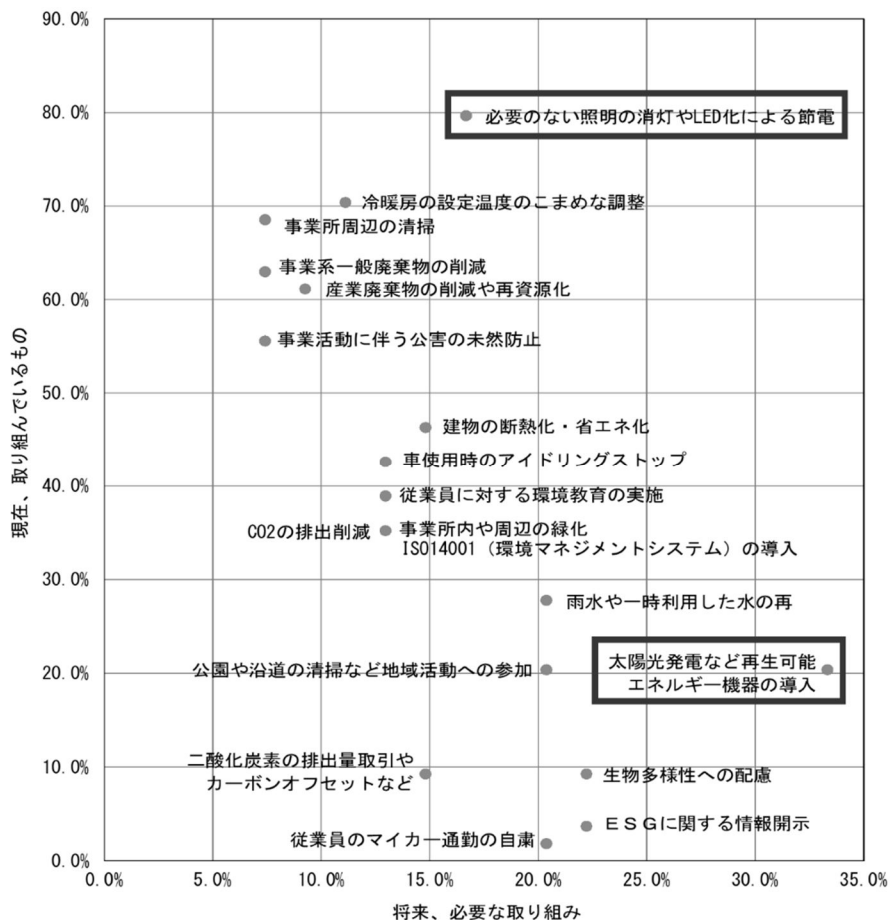 90.0%
80.0%
70.0%
60.0%
50.0%
40.0%
30.0%
20.0%
10.0%
0.0%
現在、取り組んでいるもの
必要のない照明の消灯やLED化による節電
冷暖房の設定温度のこまめな調整
事業所周辺の清掃
事業系一般廃棄物の削減
産業廃棄物の削減や再資源化
事業活動に伴う公害の未然防止
建物の断熱化・省エネ化
車使用時のアイドリングストップ
従業員に対する環境教育の実施
CO2の排出削減
事業所内や周辺の緑化
ISO14001（環境マネジメントシステム）の導入
雨水や一時利用した水の再
公園や沿道の清掃など地域活動への参加
太陽光発電など再生可能
エネルギー機器の導入
二酸化炭素の排出量取引や
カーボンオフセットなど
生物多様性への配慮
ＥＳＧに関する情報開示
従業員のマイカー通勤の自粛
0.0% 5.0% 10.0% 15.0% 20.0% 25.0% 30.0% 35.0%
将来、必要な取り組み